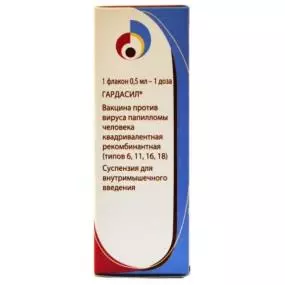 1 флакон 0,5 мл – 1 доза
ГАРДАСИЛ®
Вакцина против
вируса папилломы
человека
квадривалентная
рекомбинантная
(типов 6, 11, 16, 18)
Суспензия для
внутримышечного
введения